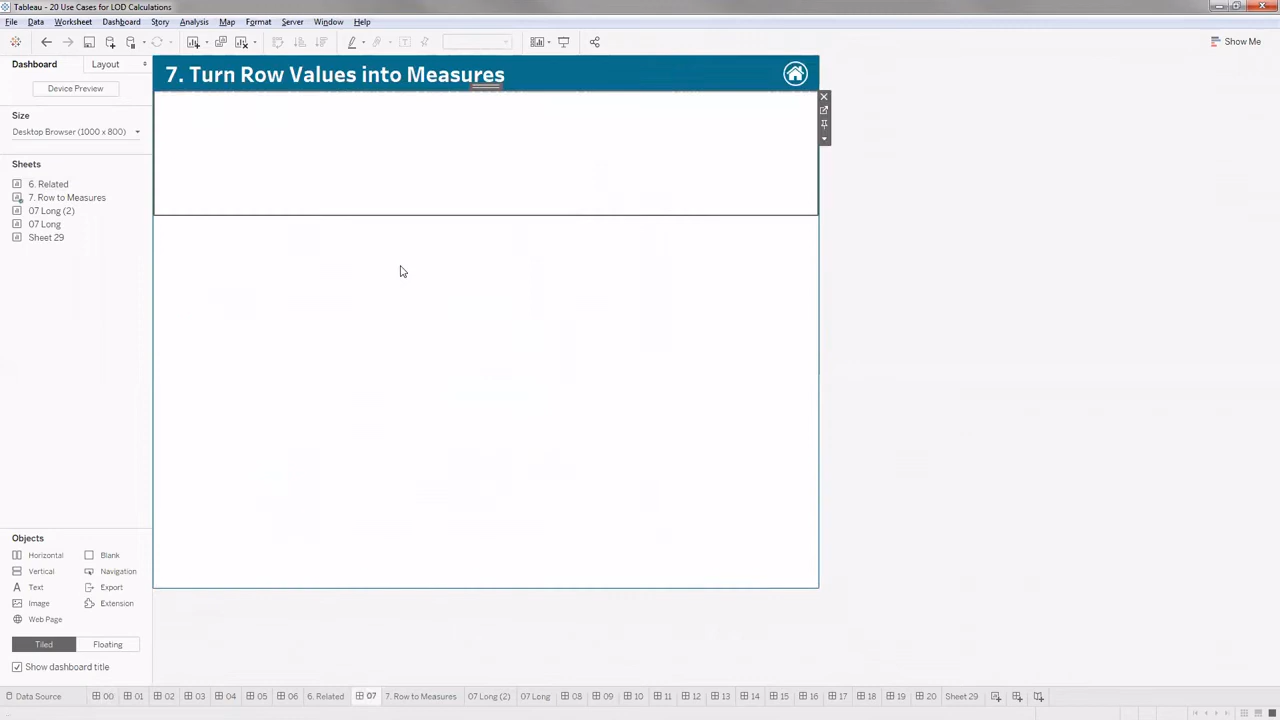 Tableau - 20 Use Cases for LOD Calculations
File Data Worksheet Dashboard Story Analysis Map Format Server Window Help
Show Me
Dashboard Layout
Device Preview
Size
Desktop Browser (1000 x 800)
Sheets
6. Related
7. Row to Measures
07 Long (2)
07 Long
Sheet 29
7. Turn Row Values into Measures
Objects
Horizontal Blank
Vertical Navigation
Text Export
Image Extension
Web Page
Tiled Floating
Show dashboard title
Data Source 00 01 02 03 04 05 06 6. Related 07 7. Row to Measures 07 Long (2) 07 Long 08 09 10 11 12 13 14 15 16 17 18 19 20 Sheet 29